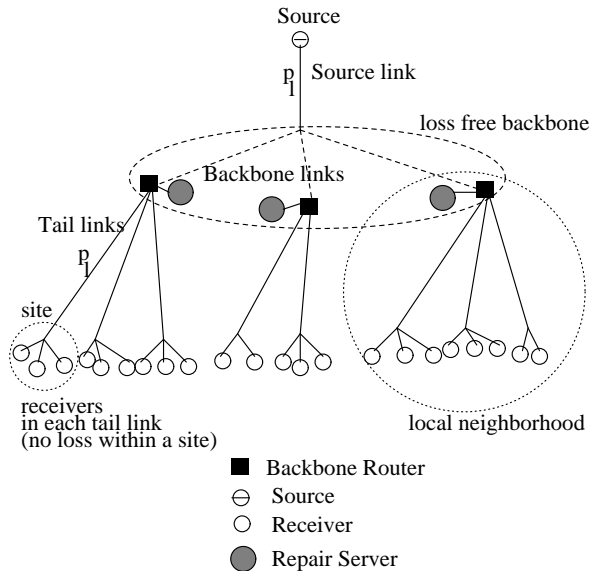 Source
p
l
Source link
loss free backbone
Backbone links
Tail links
p
l
site
receivers
in each tail link
(no loss within a site)
local neighborhood
Backbone Router
Source
Receiver
Repair Server